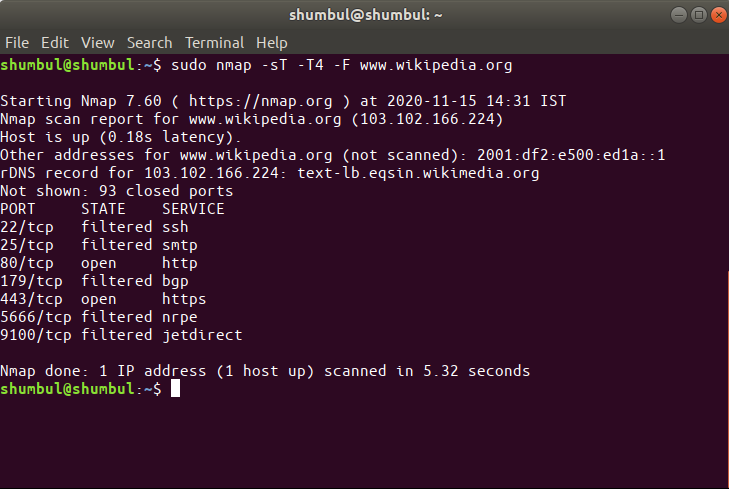 shumbul@shumbul: ~
File Edit View Search Terminal Help
shumbul@shumbul:~$ sudo nmap -sT -T4 -F www.wikipedia.org
Starting Nmap 7.60 ( https://nmap.org ) at 2020-11-15 14:31 IST
Nmap scan report for www.wikipedia.org (103.102.166.224)
Host is up (0.18s latency).
Other addresses for www.wikipedia.org (not scanned): 2001:df2:e500:ed1a::1
rDNS record for 103.102.166.224: text-lb.eqsin.wikimedia.org
Not shown: 93 closed ports
PORT     STATE    SERVICE
22/tcp   filtered ssh
25/tcp   filtered smtp
80/tcp   open     http
179/tcp  filtered bgp
443/tcp  open     https
5666/tcp filtered nrpe
9100/tcp filtered jetdirect
Nmap done: 1 IP address (1 host up) scanned in 5.32 seconds
shumbul@shumbul:~$